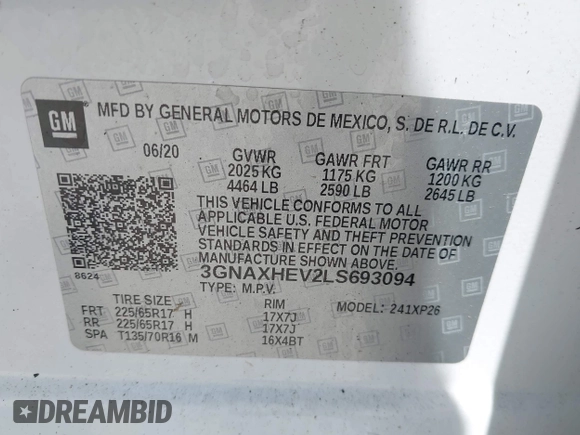 GM
MFD BY GENERAL MOTORS DE MEXICO, S. DE R.L. DE C.V.
06/20 GVWR GAWR FRT GAWR RR
2025 KG 1175 KG 1200 KG
4464 LB 2590 LB 2645 LB
THIS VEHICLE CONFORMS TO ALL
APPLICABLE U.S. FEDERAL MOTOR
VEHICLE SAFETY AND THEFT PREVENTION
STANDARDS IN EFFECT ON THE DATE OF
MANUFACTURE SHOWN ABOVE.
8624 3GNAXHEV2LS693094
TYPE: M.P.V.
TIRE SIZE RIM MODEL: 241XP26
FRT 225/65R17 H 17X7J
RR 225/65R17 H 17X7J
SPA T135/70R16 M 16X4BT
DREAMBID